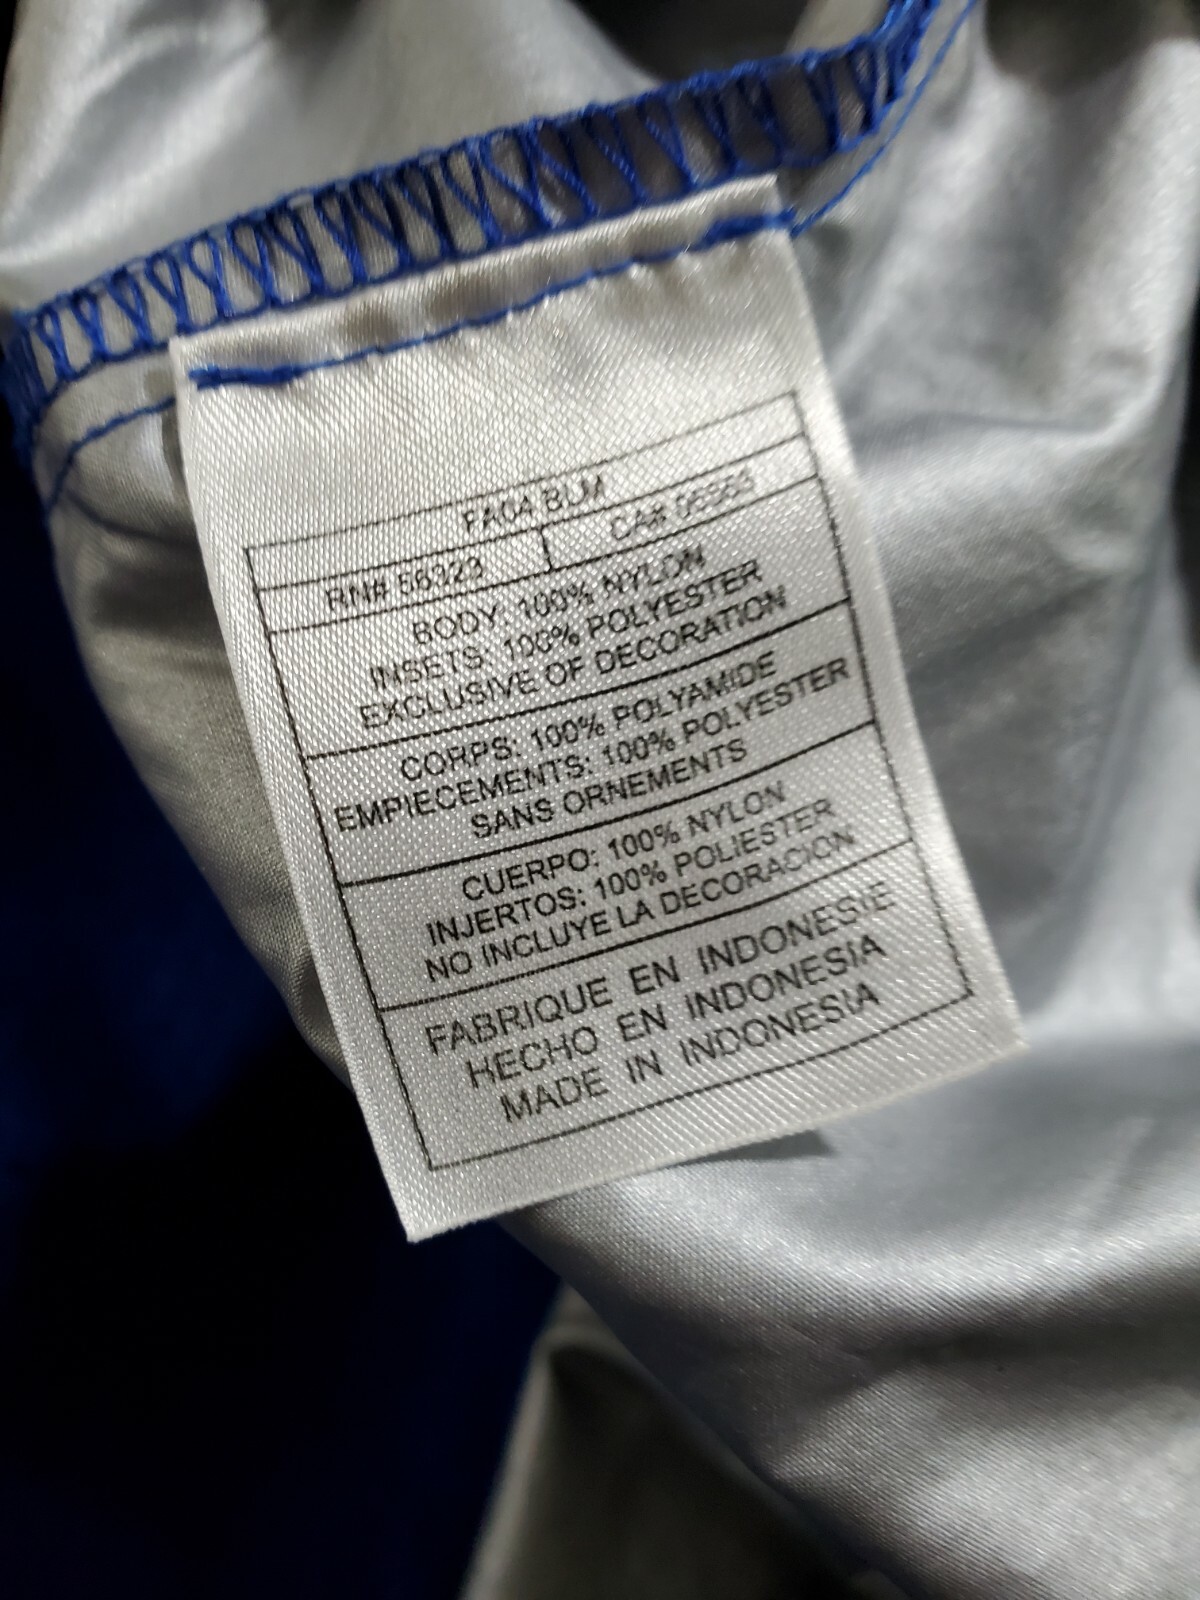 FA04 BLM
RN# 56323 CA# 05553
BODY: 100% NYLON
INSETS: 100% POLYESTER
EXCLUSIVE OF DECORATION
CORPS: 100% POLYAMIDE
EMPIECEMENTS: 100% POLYESTER
SANS ORNEMENTS
CUERPO: 100% NYLON
INJERTOS: 100% POLIESTER
NO INCLUYE LA DECORACION
FABRIQUE EN INDONESIE
HECHO EN INDONESIA
MADE IN INDONESIA